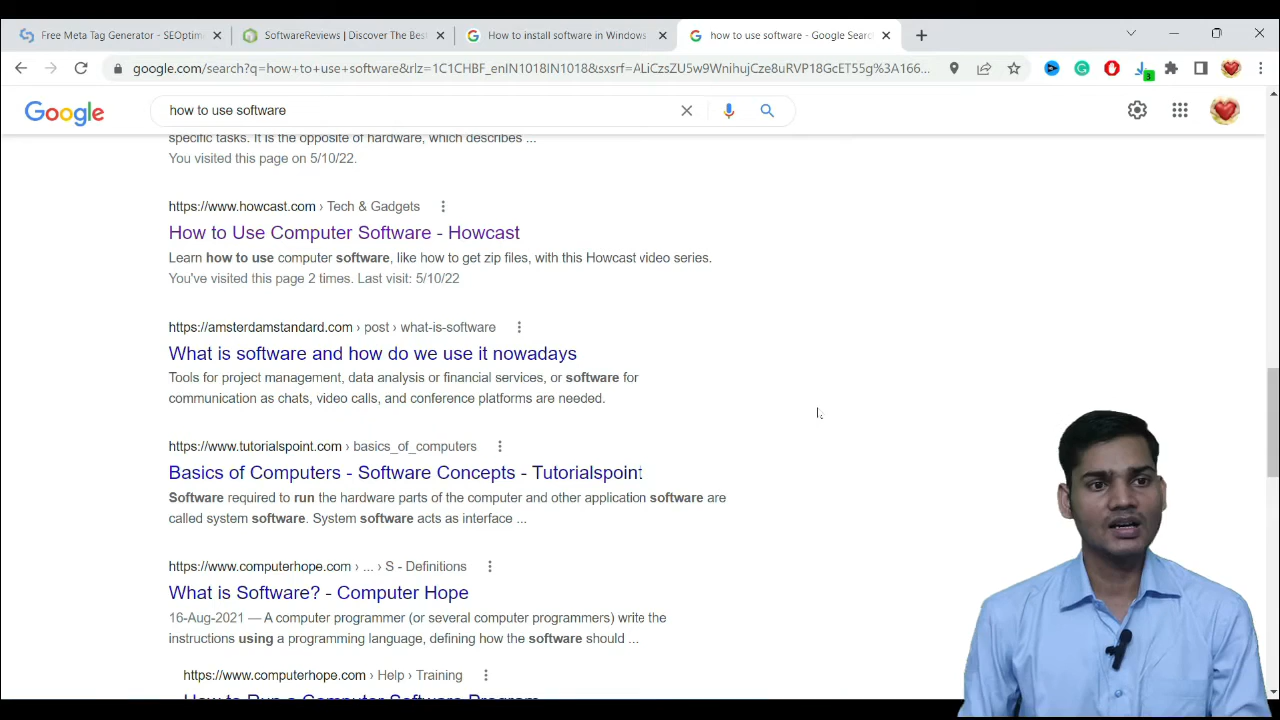 Free Meta Tag Generator - SEOptim
SoftwareReviews | Discover The Best
How to install software in Windows
how to use software - Google Searc
google.com/search?q=how+to+use+software&rlz=1C1CHBF_enIN1018IN1018&sxsrf=ALiCzsZU5w9WnihujCze8uRVP18GcET55g%3A166...
3
Google
how to use software
specific tasks. It is the opposite of hardware, which describes ...
You visited this page on 5/10/22.
https://www.howcast.com › Tech & Gadgets
How to Use Computer Software - Howcast
Learn how to use computer software, like how to get zip files, with this Howcast video series.
You've visited this page 2 times. Last visit: 5/10/22
https://amsterdamstandard.com › post › what-is-software
What is software and how do we use it nowadays
Tools for project management, data analysis or financial services, or software for
communication as chats, video calls, and conference platforms are needed.
https://www.tutorialspoint.com › basics_of_computers
Basics of Computers - Software Concepts - Tutorialspoint
Software required to run the hardware parts of the computer and other application software are
called system software. System software acts as interface ...
https://www.computerhope.com › ... › S - Definitions
What is Software? - Computer Hope
16-Aug-2021 — A computer programmer (or several computer programmers) write the
instructions using a programming language, defining how the software should ...
https://www.computerhope.com › Help › Training
How to Run a Computer Software Program